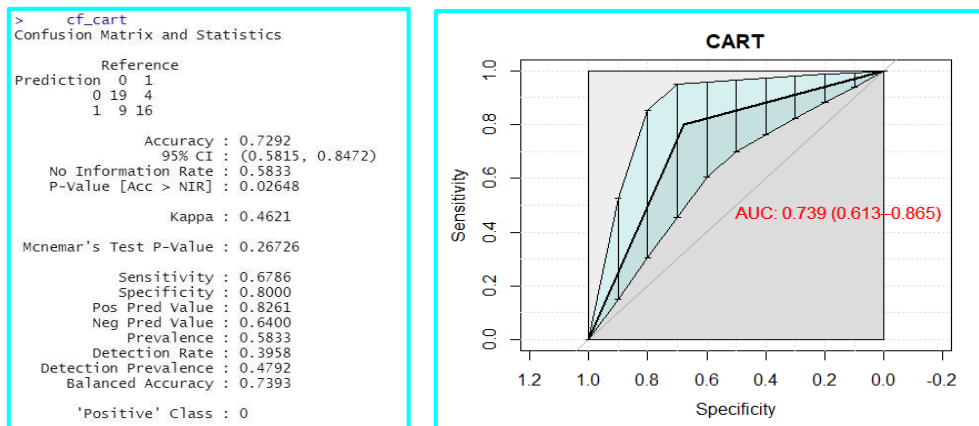 >     cf_cart
Confusion Matrix and Statistics
Reference
Prediction  0  1
0 19  4
1  9 16
Accuracy : 0.7292
95% CI : (0.5815, 0.8472)
No Information Rate : 0.5833
P-Value [Acc > NIR] : 0.02648
Kappa : 0.4621
Mcnemar's Test P-Value : 0.26726
Sensitivity : 0.6786
Specificity : 0.8000
Pos Pred Value : 0.8261
Neg Pred Value : 0.6400
Prevalence : 0.5833
Detection Rate : 0.3958
Detection Prevalence : 0.4792
Balanced Accuracy : 0.7393
'Positive' Class : 0
CART
Sensitivity
1.0
0.8
0.6
0.4
0.2
0.0
AUC: 0.739 (0.613–0.865)
1.2 1.0 0.8 0.6 0.4 0.2 0.0 -0.2
Specificity